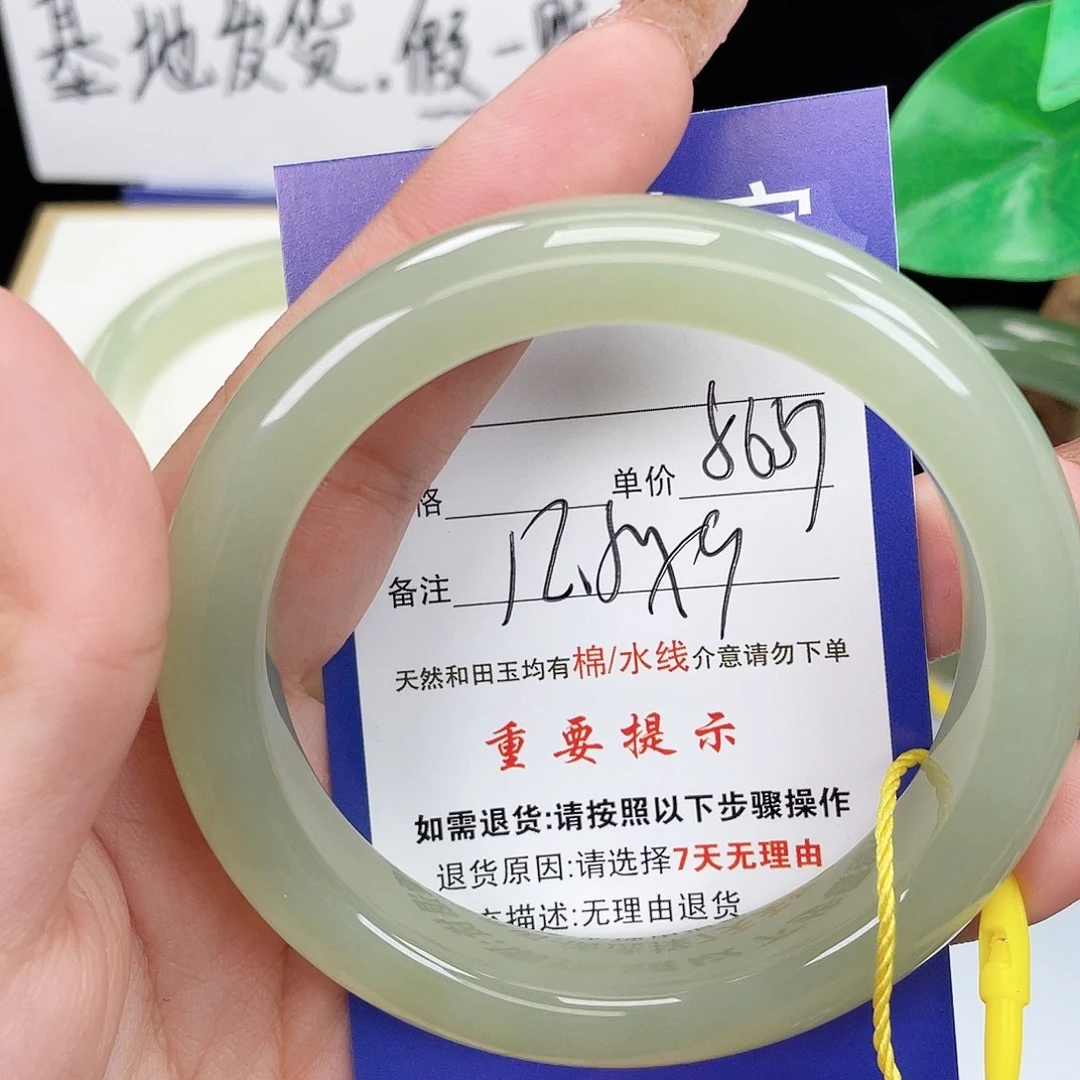 基地发货.假一
格
单价 8657
备注 12.8x9
天然和田玉均有棉/水线介意请勿下单
重要提示
如需退货:请按照以下步骤操作
退货原因:请选择7天无理由
描述:无理由退货